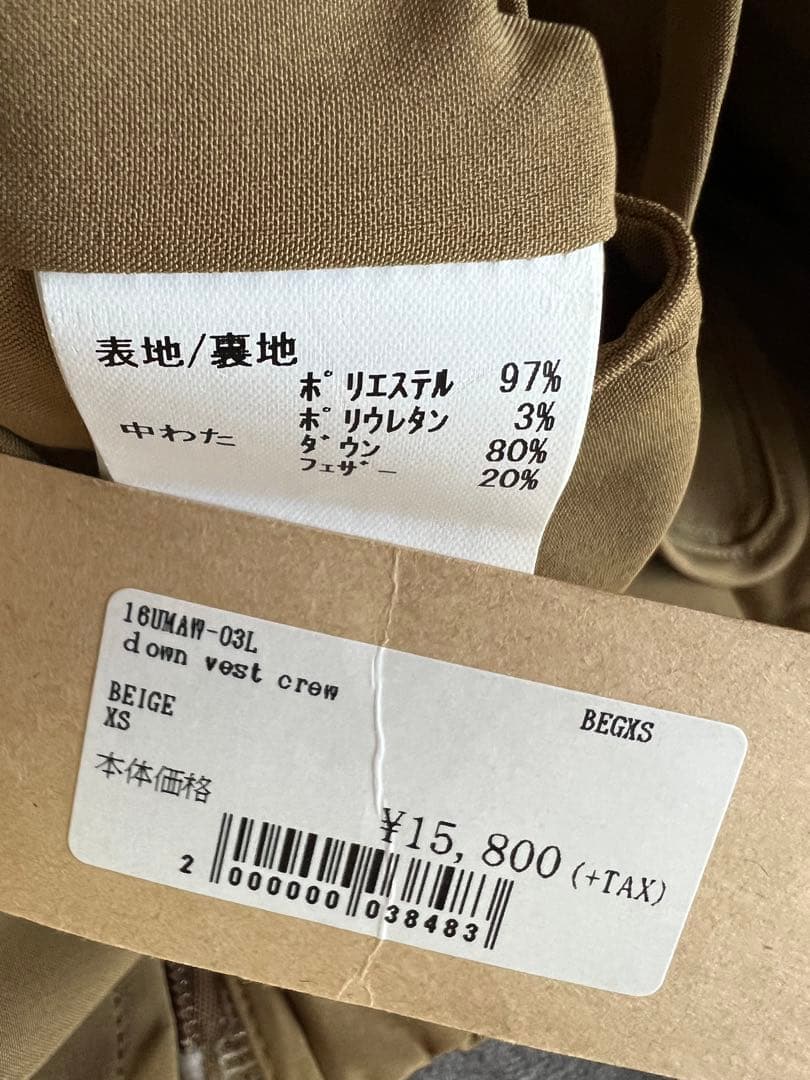 表地/裏地
ポリエステル 97%
ポリウレタン 3%
中わた ダウン 80%
フェザー 20%
16UMAW-03L
down vest crew
BEIGE BEGXS
XS
本体価格
¥15,800 (+TAX)
2 000000 038483